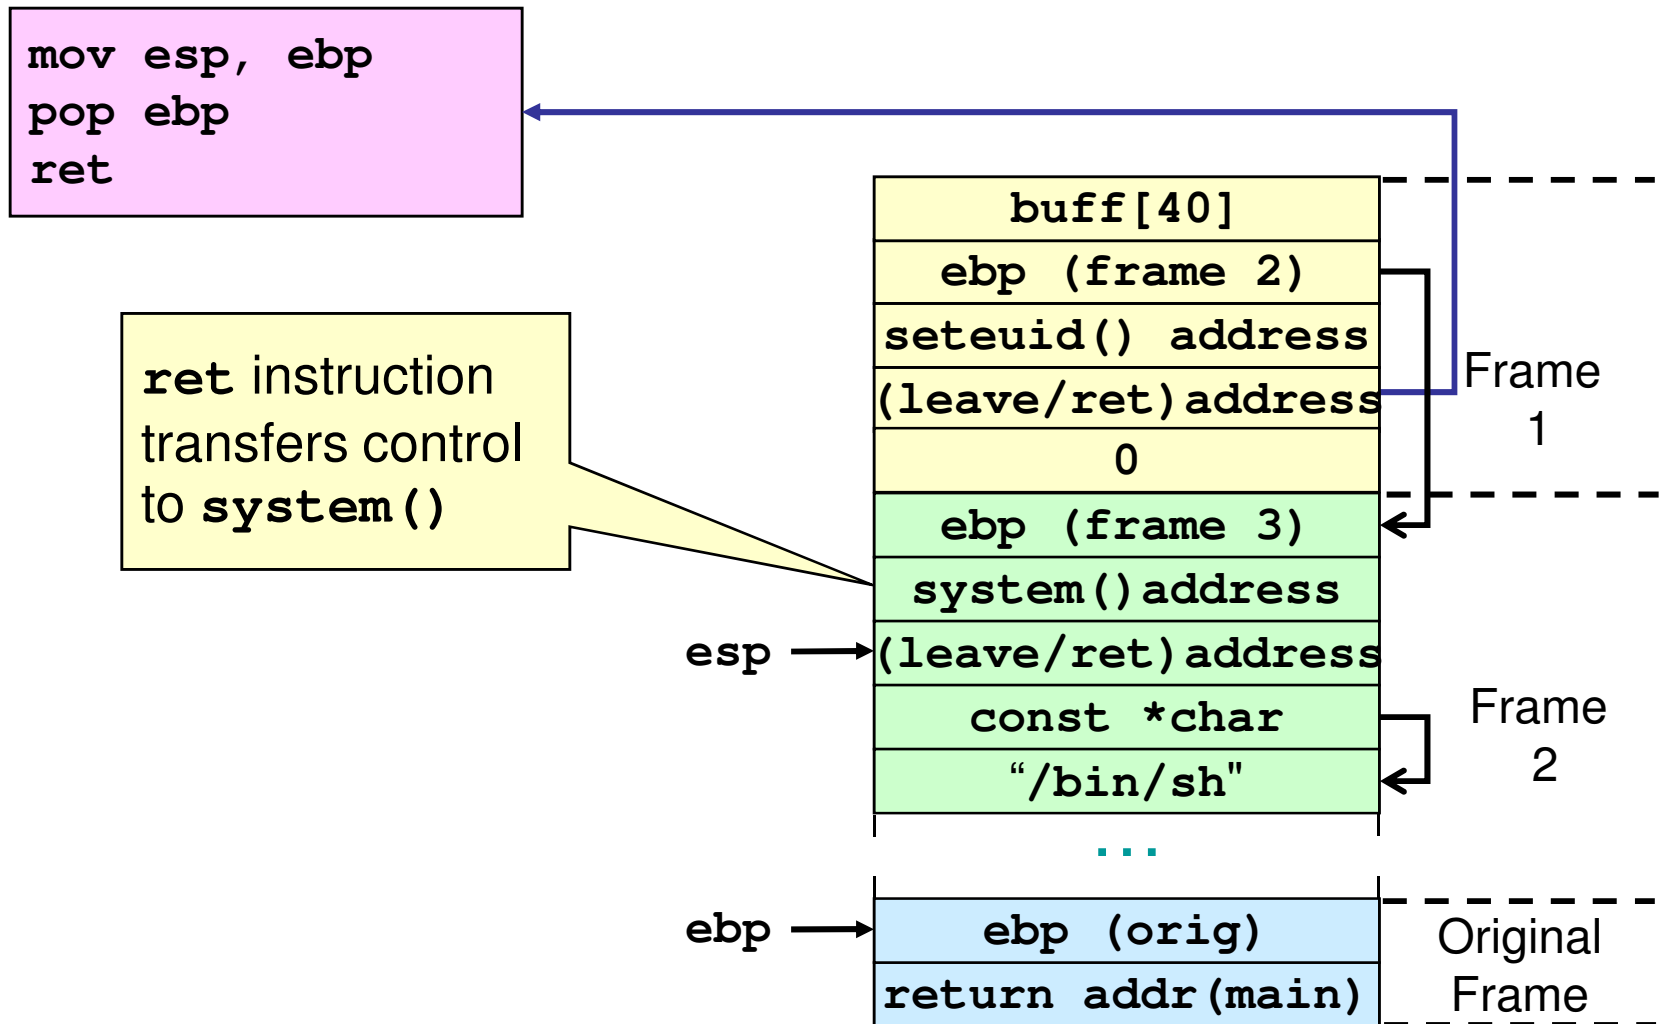 mov esp, ebp
pop ebp
ret
buff[40]
ebp (frame 2)
seteuid() address
(leave/ret)address
0
Frame
1
ret instruction
transfers control
to system()
ebp (frame 3)
system()address
esp
(leave/ret)address
const *char
“/bin/sh"
Frame
2
...
ebp
ebp (orig)
return addr(main)
Original
Frame